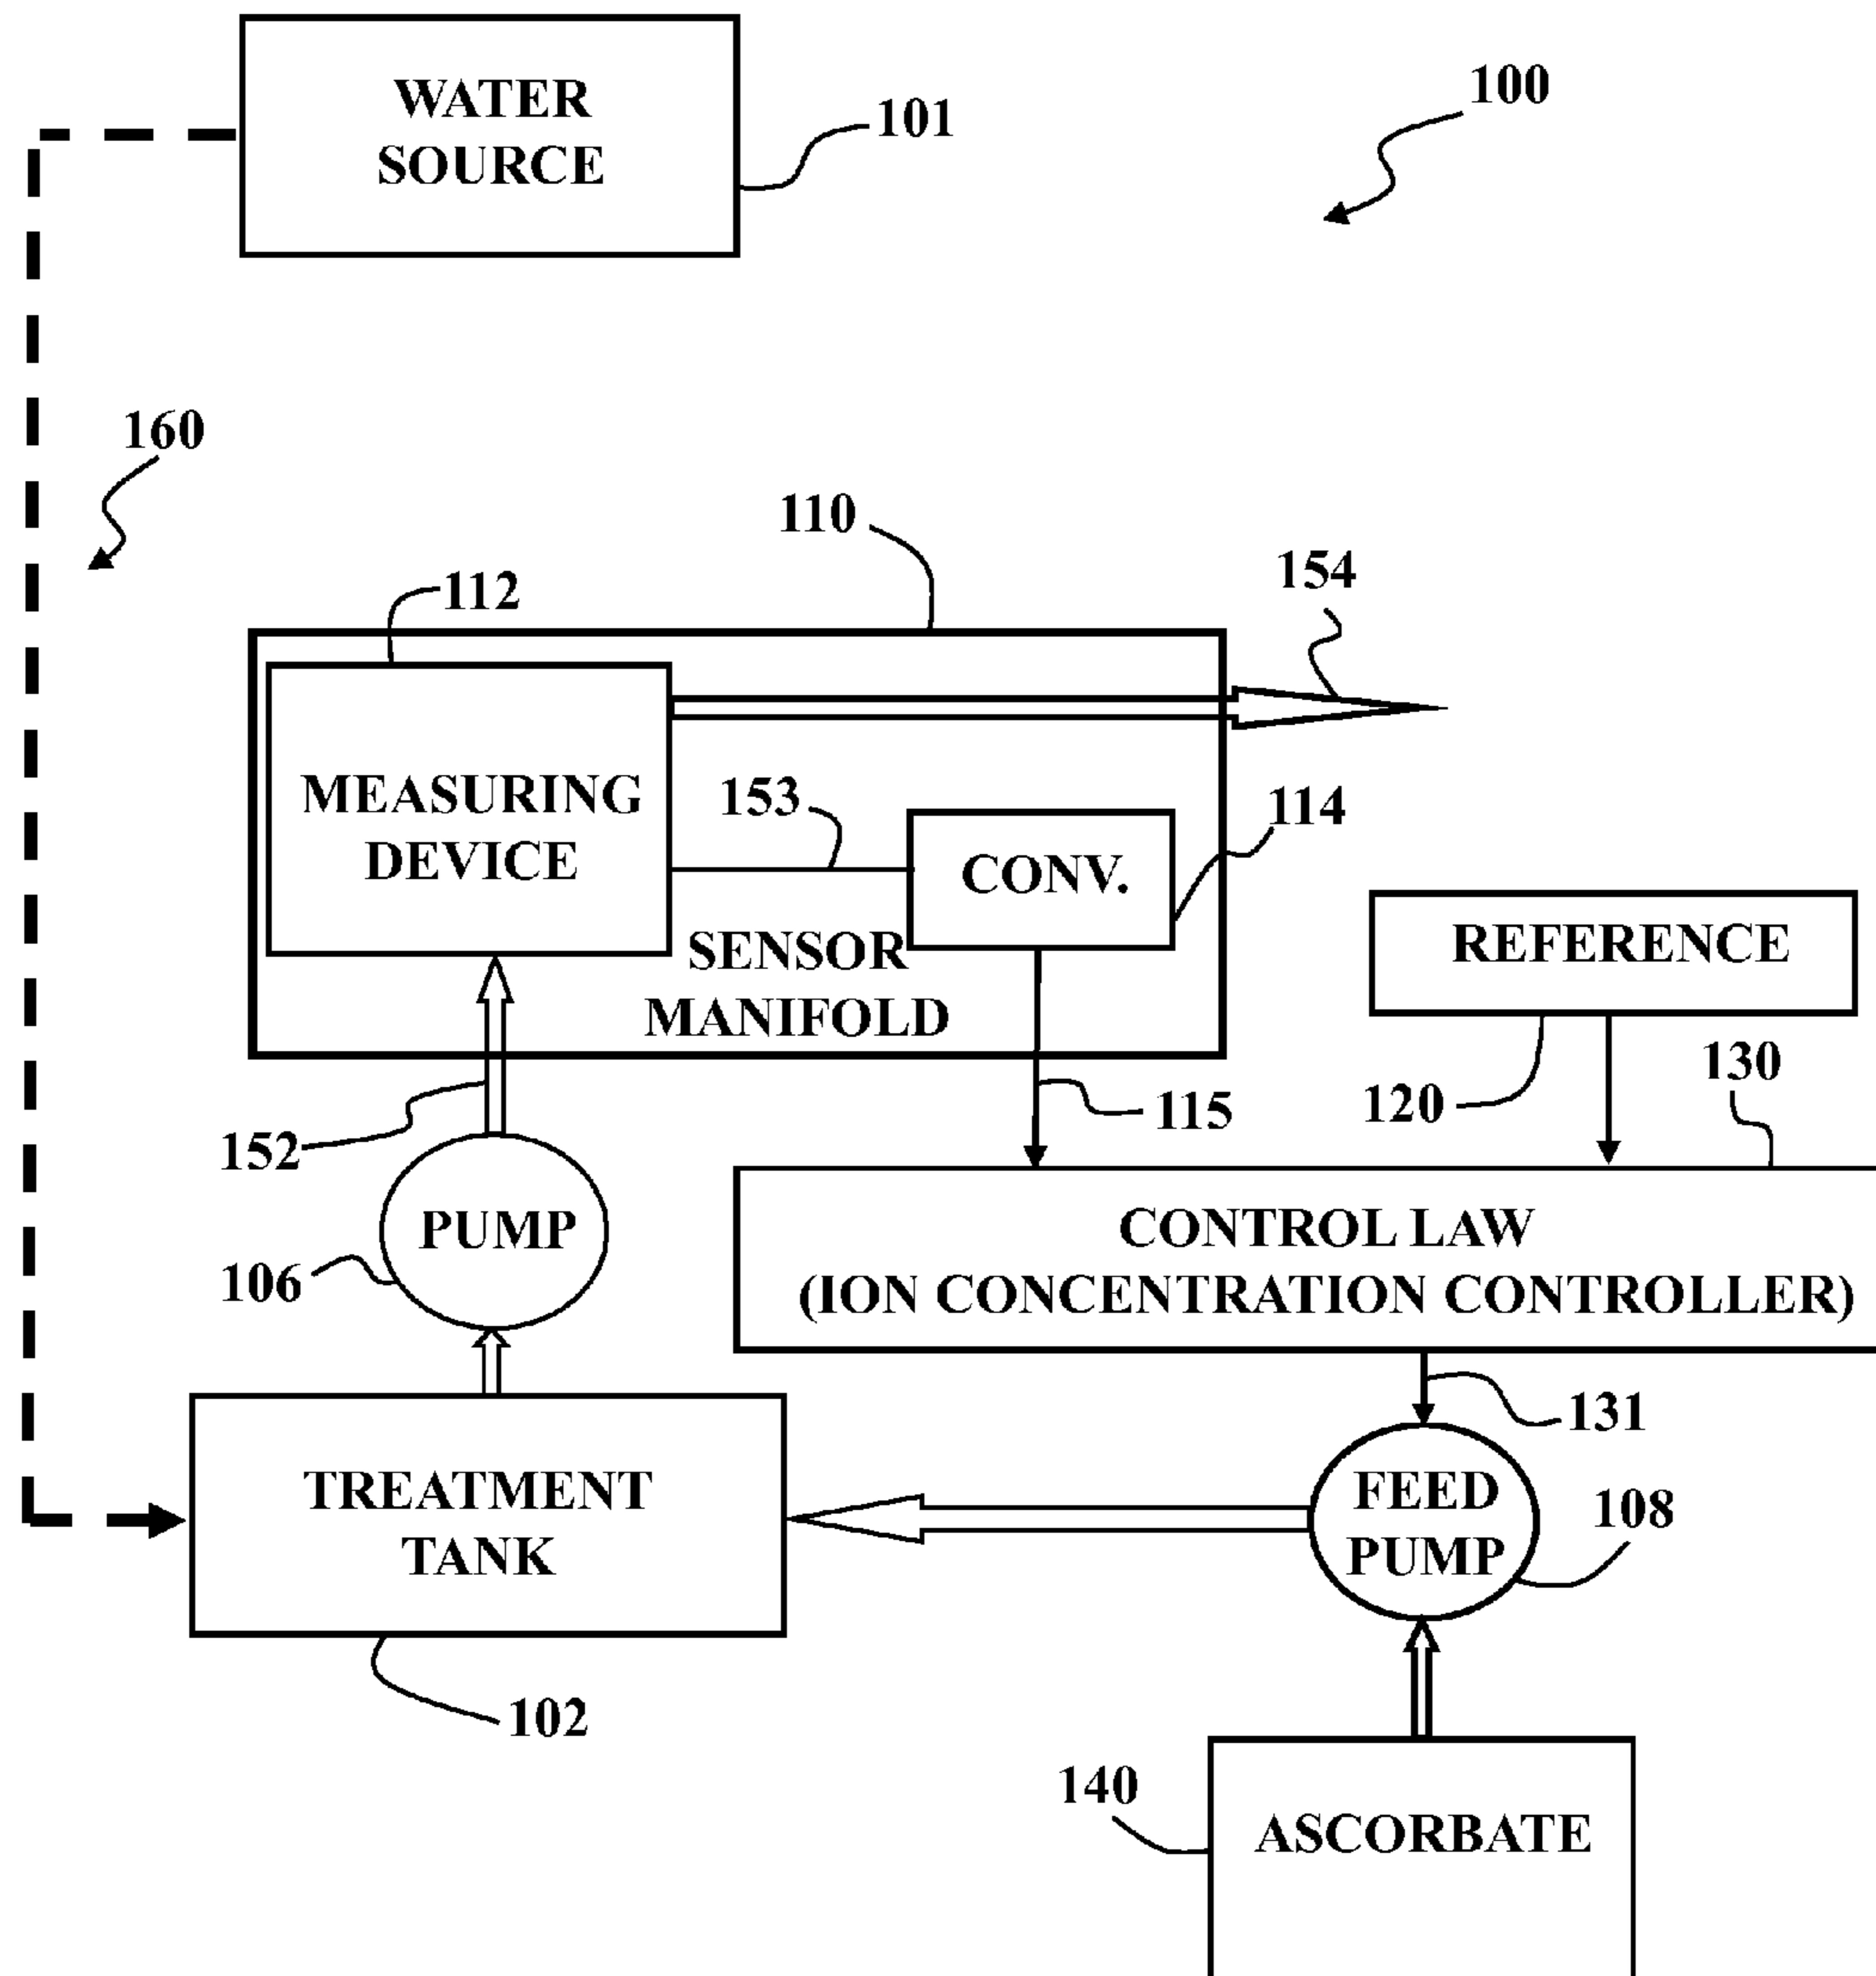 WATER
SOURCE
101
100
160
110
154
112
MEASURING
DEVICE
153
114
CONV.
SENSOR
MANIFOLD
REFERENCE
120
130
115
152
PUMP
106
CONTROL LAW
(ION CONCENTRATION CONTROLLER)
131
TREATMENT
TANK
FEED
PUMP
108
102
140
ASCORBATE